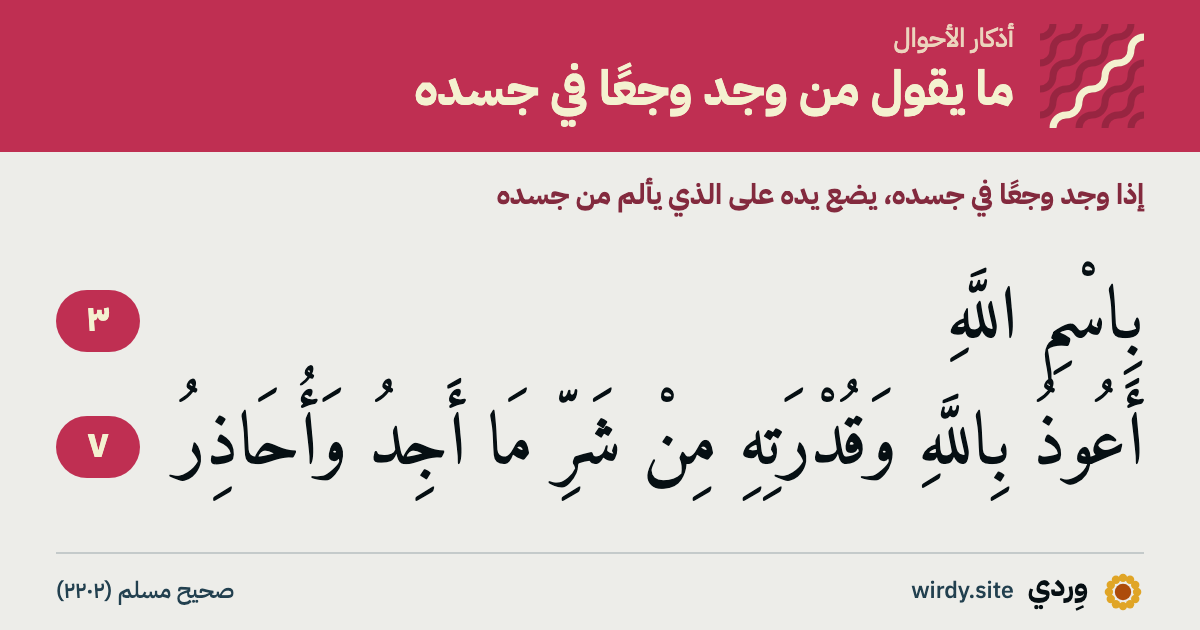 أذكار الأحوال
ما يقول من وجد وجعًا في جسده
إذا وجد وجعًا في جسده، يضع يده على الذي يألم من جسده
بِاسْمِ اللَّهِ
٣
أَعُوذُ بِاللَّهِ وَقُدْرَتِهِ مِنْ شَرِّ مَا أَجِدُ وَأُحَاذِرُ
٧
وِردي wirdy.site
صحيح مسلم (٢٢٠٢)